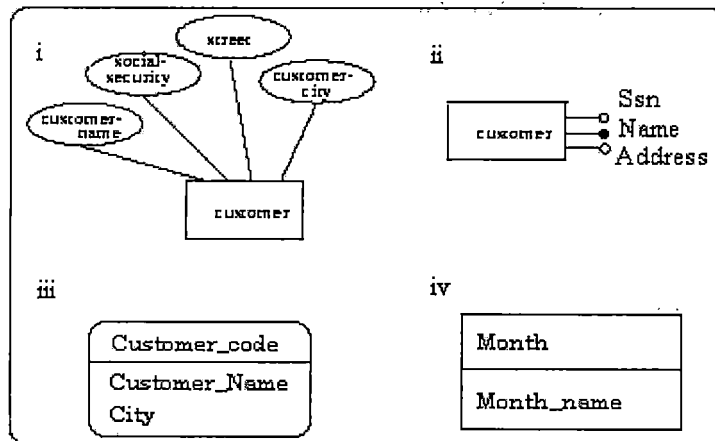 i
street
social-
security
customer-
city
customer-
name
customer
ii
customer
Ssn
Name
Address
iii
Customer_code
Customer_Name
City
iv
Month
Month_name